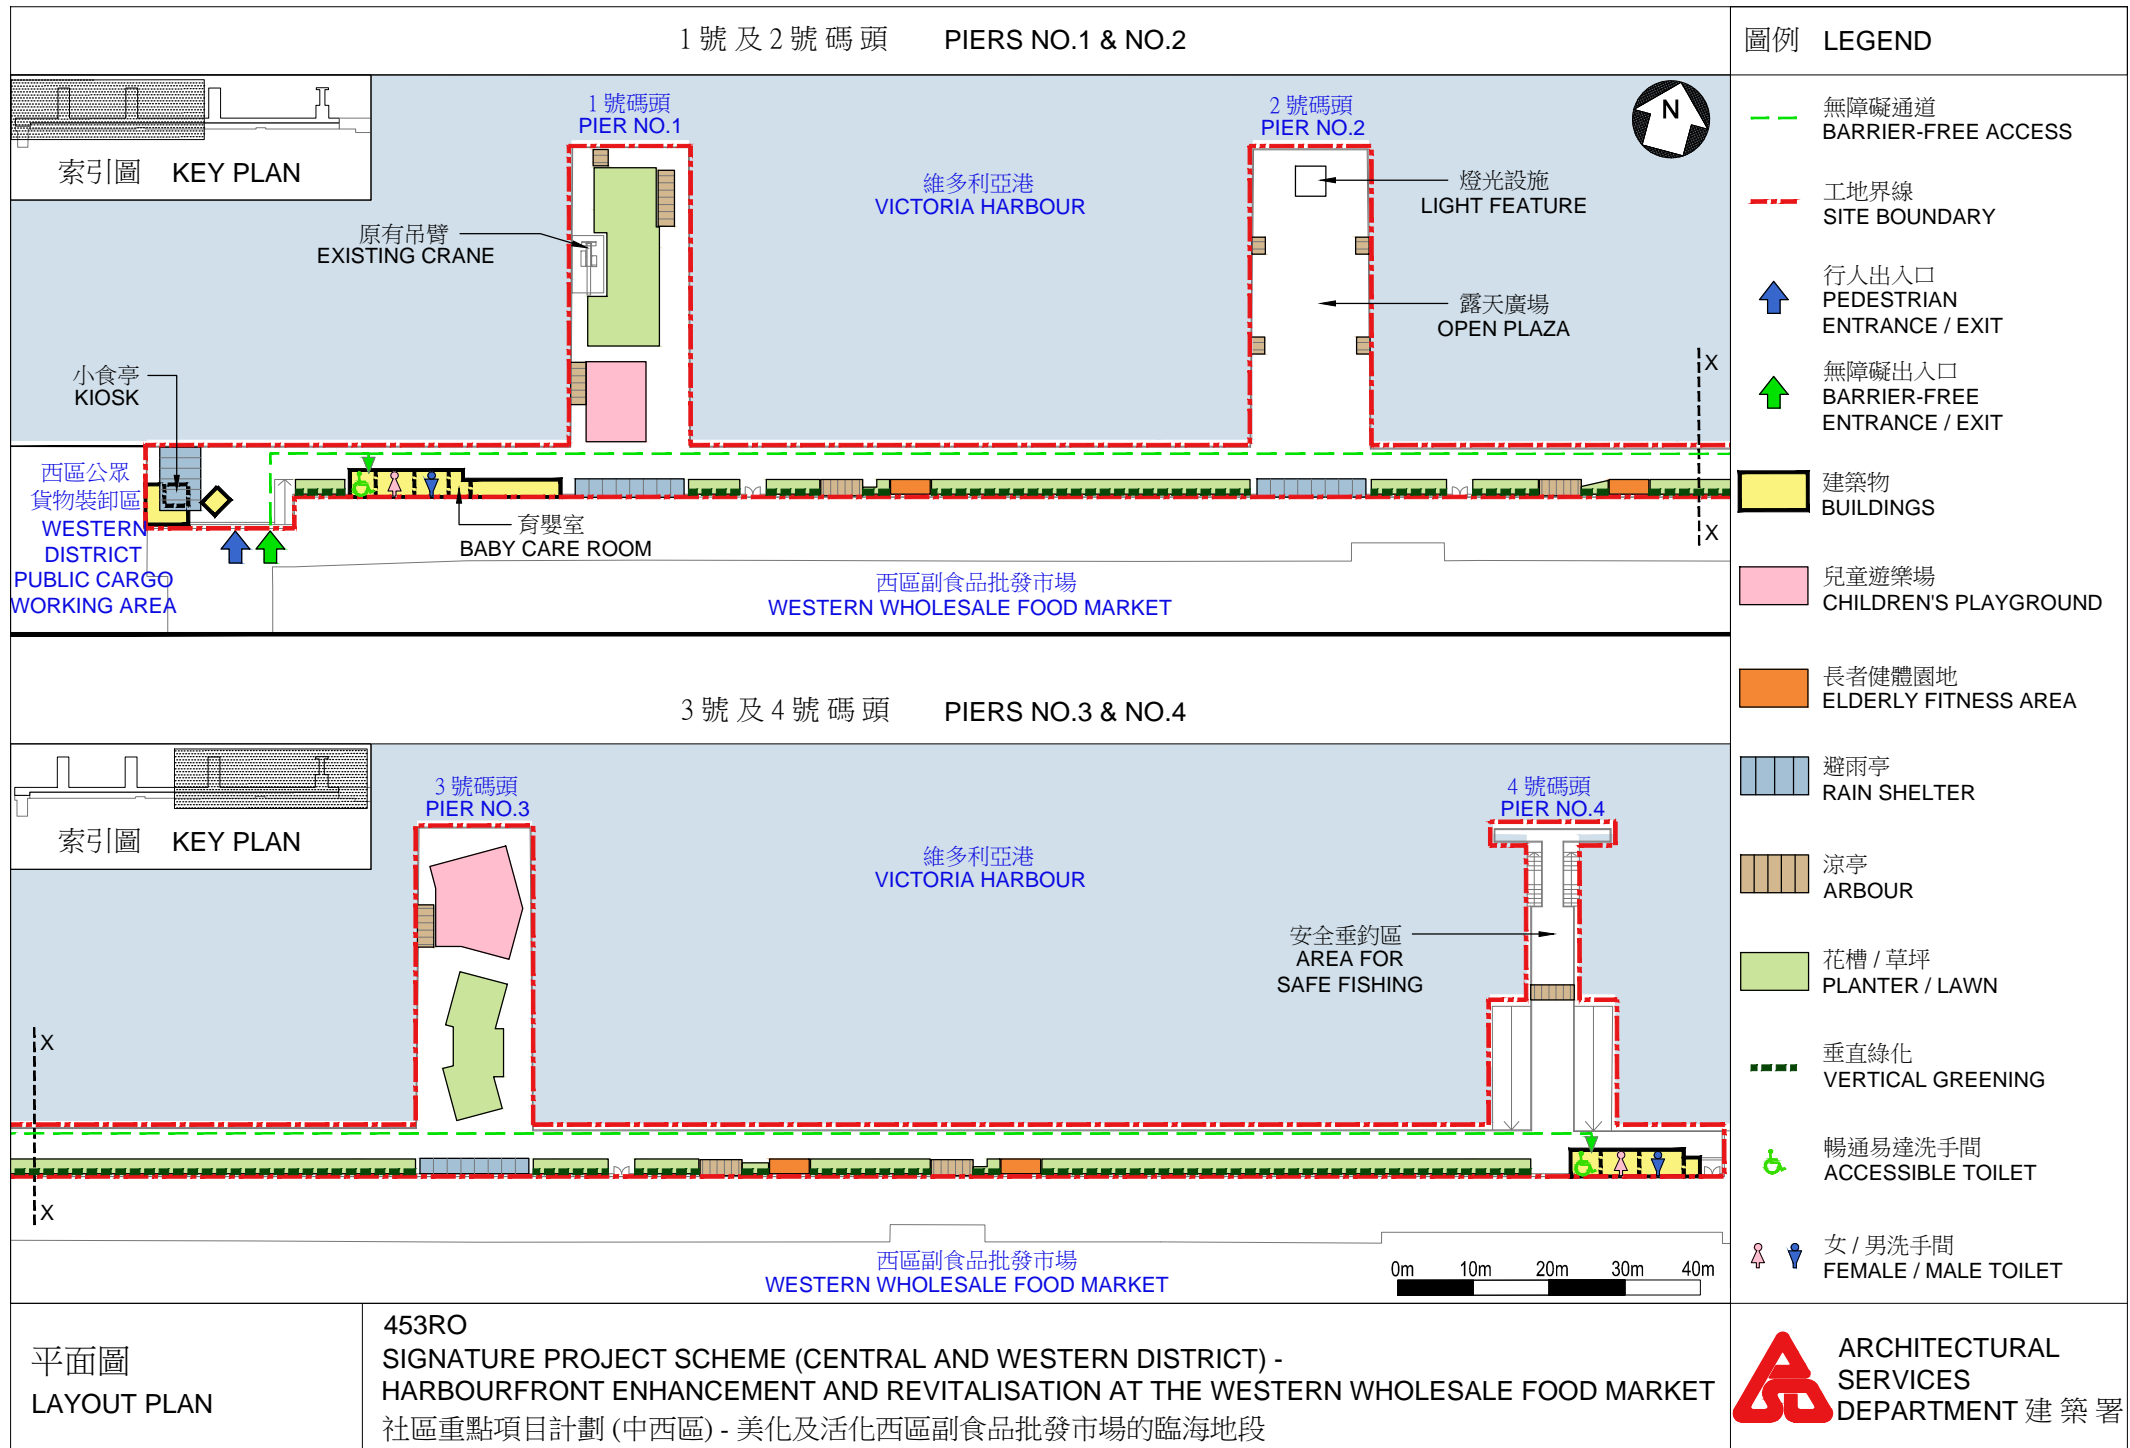 1 號 及 2 號 碼 頭 PIERS NO.1 & NO.2
索引圖 KEY PLAN
1 號碼頭
PIER NO.1
2 號碼頭
PIER NO.2
N
維多利亞港
VICTORIA HARBOUR
燈光設施
LIGHT FEATURE
原有吊臂
EXISTING CRANE
露天廣場
OPEN PLAZA
小食亭
KIOSK
X
X
西區公眾
貨物裝卸區
WESTERN
DISTRICT
PUBLIC CARGO
WORKING AREA
育嬰室
BABY CARE ROOM
西區副食品批發市場
WESTERN WHOLESALE FOOD MARKET
3 號 及 4 號 碼 頭 PIERS NO.3 & NO.4
索引圖 KEY PLAN
3 號碼頭
PIER NO.3
4 號碼頭
PIER NO.4
維多利亞港
VICTORIA HARBOUR
安全垂釣區
AREA FOR
SAFE FISHING
X
X
西區副食品批發市場
WESTERN WHOLESALE FOOD MARKET
0m 10m 20m 30m 40m
圖例 LEGEND
無障礙通道
BARRIER-FREE ACCESS
工地界線
SITE BOUNDARY
行人出入口
PEDESTRIAN
ENTRANCE / EXIT
無障礙出入口
BARRIER-FREE
ENTRANCE / EXIT
建築物
BUILDINGS
兒童遊樂場
CHILDREN'S PLAYGROUND
長者健體園地
ELDERLY FITNESS AREA
避雨亭
RAIN SHELTER
涼亭
ARBOUR
花槽 / 草坪
PLANTER / LAWN
垂直綠化
VERTICAL GREENING
暢通易達洗手間
ACCESSIBLE TOILET
女 / 男洗手間
FEMALE / MALE TOILET
平面圖
LAYOUT PLAN
453RO
SIGNATURE PROJECT SCHEME (CENTRAL AND WESTERN DISTRICT) -
HARBOURFRONT ENHANCEMENT AND REVITALISATION AT THE WESTERN WHOLESALE FOOD MARKET
社區重點項目計劃 (中西區) - 美化及活化西區副食品批發市場的臨海地段
ARCHITECTURAL
SERVICES
DEPARTMENT 建 築 署